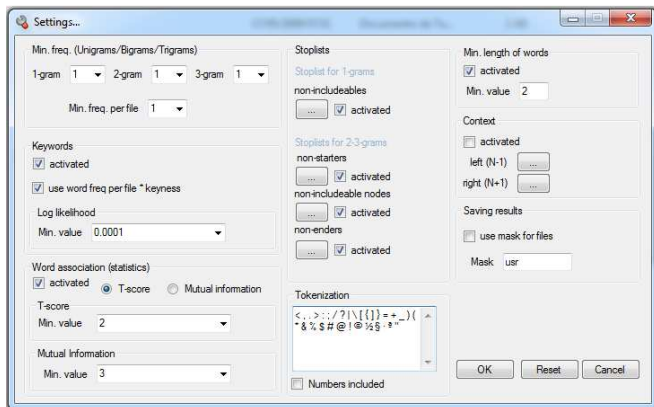 Settings...
Min. freq. (Unigrams/Bigrams/Trigrams)
1-gram 1 2-gram 1 3-gram 1
Min. freq. per file 1
Keywords
activated
use word freq per file * keyness
Log likelihood
Min. value 0.0001
Word association (statistics)
activated T-score Mutual information
T-score
Min. value 2
Mutual Information
Min. value 3
Stoplists
Stoplist for 1-grams
non-includeables
... activated
Stoplists for 2-3-grams
non-starters
... activated
non-includeable nodes
... activated
non-enders
... activated
Tokenization
< , . > : ; / ? | \ [ { ] } = + _ ) (
* & % $ # @ ! © ½ § · ª "
Numbers included
Min. length of words
activated
Min. value 2
Context
activated
left (N-1) ...
right (N+1) ...
Saving results
use mask for files
Mask usr
OK Reset Cancel